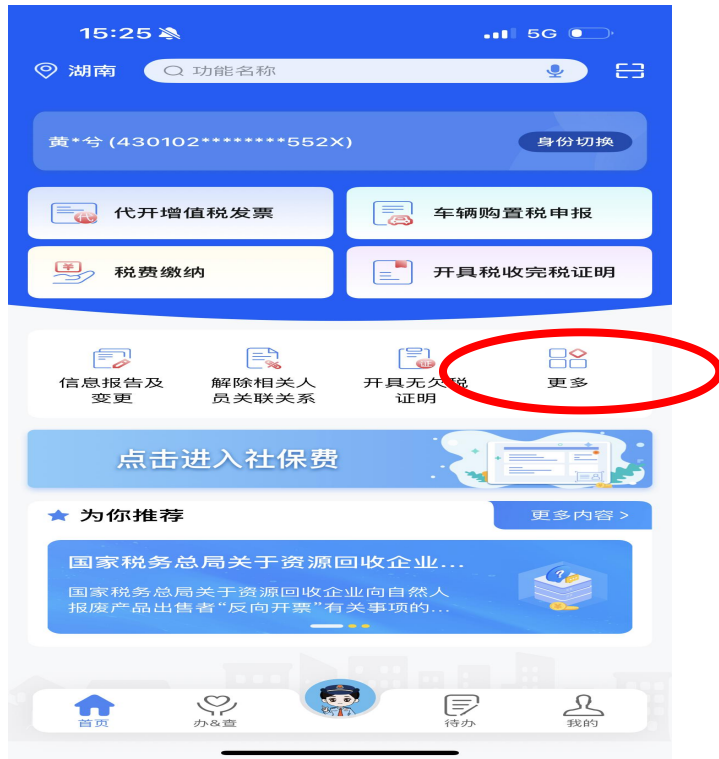 15:25
5G
湖南
功能名称
黄*兮 (430102********552X)
身份切换
代开增值税发票
代
车辆购置税申报
税费缴纳
开具税收完税证明
信息报告及
变更
解除相关人
员关联关系
开具无欠税
证明
更多
点击进入社保费
为你推荐
更多内容 >
国家税务总局关于资源回收企业...
国家税务总局关于资源回收企业向自然人
报废产品出售者“反向开票”有关事项的...
首页
办&查
待办
我的